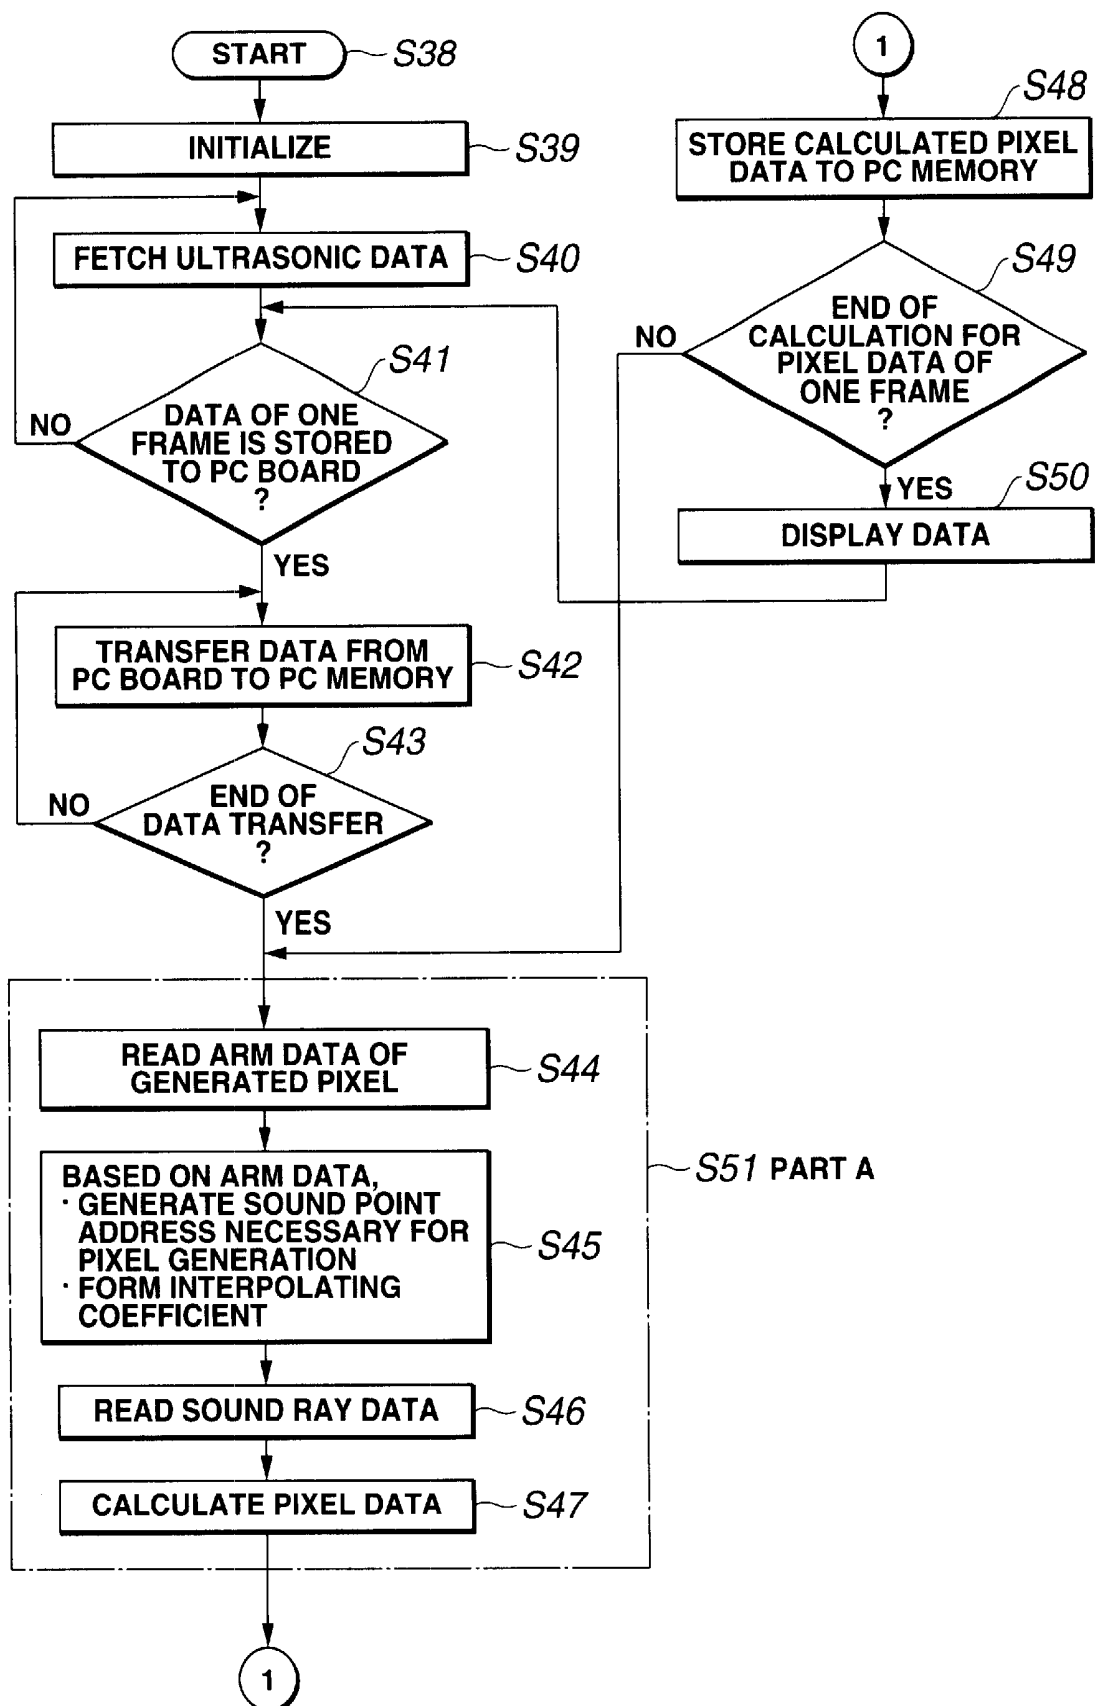 START
S38
INITIALIZE
S39
FETCH ULTRASONIC DATA
S40
S41
DATA OF ONE
FRAME IS STORED
TO PC BOARD
?
NO
YES
TRANSFER DATA FROM
PC BOARD TO PC MEMORY
S42
S43
END OF
DATA TRANSFER
?
NO
YES
READ ARM DATA OF
GENERATED PIXEL
S44
BASED ON ARM DATA,
· GENERATE SOUND POINT
ADDRESS NECESSARY FOR
PIXEL GENERATION
· FORM INTERPOLATING
COEFFICIENT
S45
READ SOUND RAY DATA
S46
CALCULATE PIXEL DATA
S47
S51 PART A
1
1
S48
STORE CALCULATED PIXEL
DATA TO PC MEMORY
S49
END OF
CALCULATION FOR
PIXEL DATA OF
ONE FRAME
?
NO
YES
S50
DISPLAY DATA